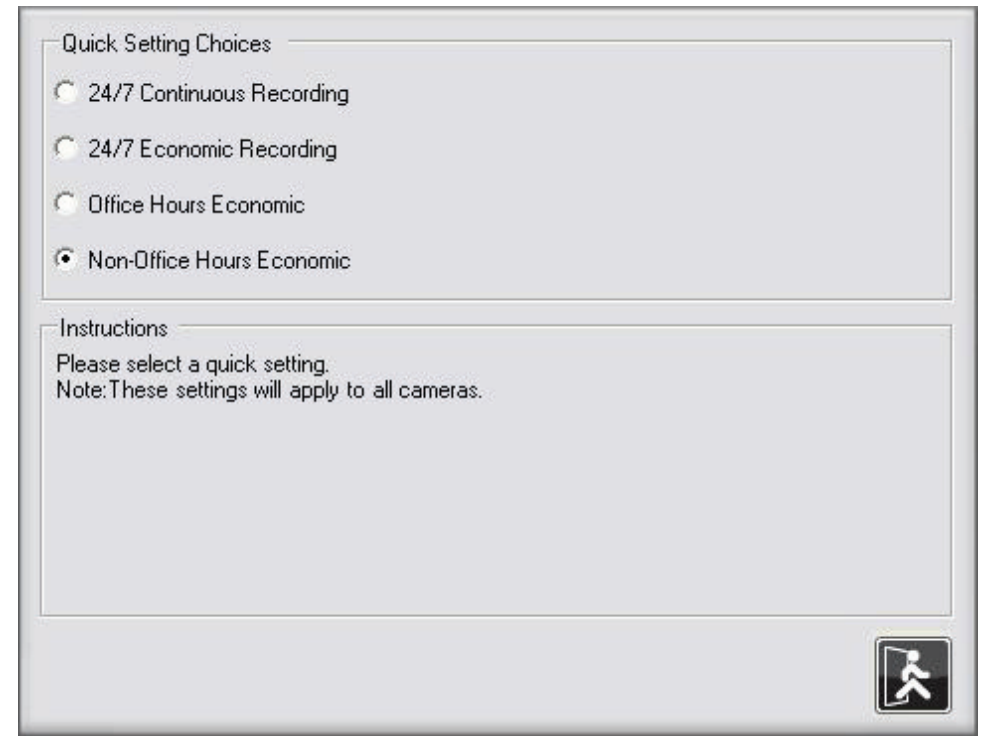 Quick Setting Choices
24/7 Continuous Recording
24/7 Economic Recording
Office Hours Economic
Non-Office Hours Economic
Instructions
Please select a quick setting.
Note:These settings will apply to all cameras.